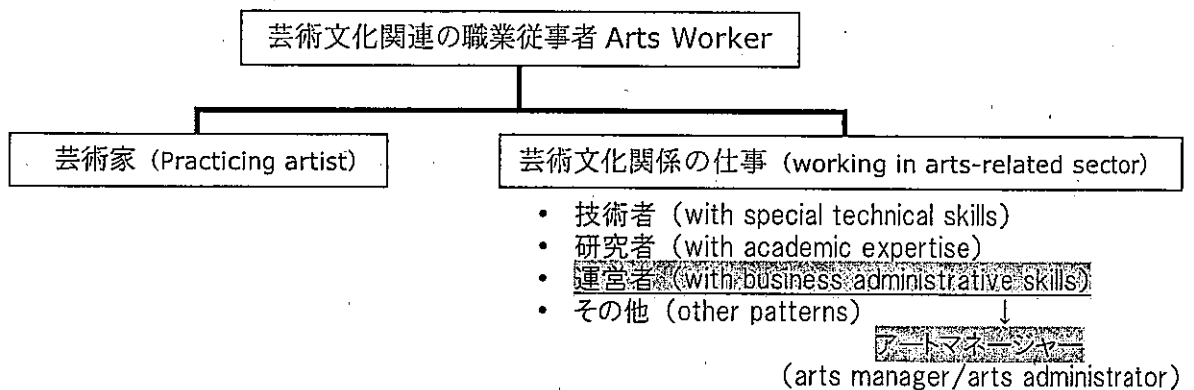 芸術文化関連の職業従事者 Arts Worker
芸術家 (Practicing artist)
芸術文化関係の仕事 (working in arts-related sector)
• 技術者 (with special technical skills)
• 研究者 (with academic expertise)
• 運営者 (with business administrative skills)
• その他 (other patterns) ↓
アートマネージャー
(arts manager/arts administrator)